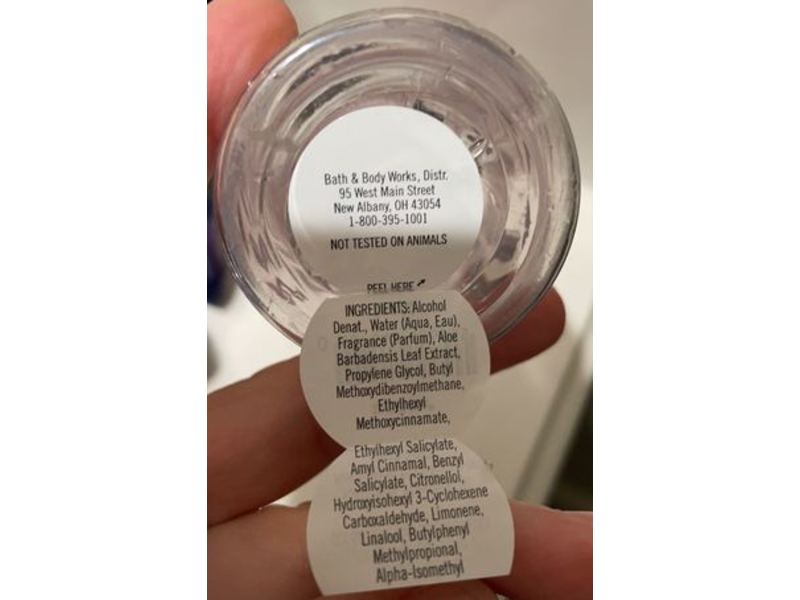 Bath & Body Works, Distr.
95 West Main Street
New Albany, OH 43054
1-800-395-1001
NOT TESTED ON ANIMALS
PEEL HERE
INGREDIENTS: Alcohol
Denat., Water (Aqua, Eau),
Fragrance (Parfum), Aloe
Barbadensis Leaf Extract,
Propylene Glycol, Butyl
Methoxydibenzoylmethane,
Ethylhexyl
Methoxycinnamate,
Ethylhexyl Salicylate,
Amyl Cinnamal, Benzyl
Salicylate, Citronellol,
Hydroxyisohexyl 3-Cyclohexene
Carboxaldehyde, Limonene,
Linalool, Butylphenyl
Methylpropional,
Alpha-Isomethyl